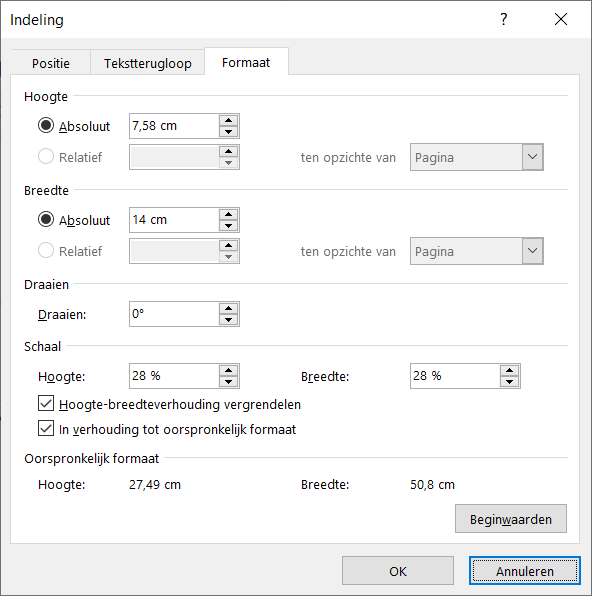 Indeling ?
Positie Tekstterugloop Formaat
Hoogte
Absoluut 7,58 cm
Relatief ten opzichte van Pagina
Breedte
Absoluut 14 cm
Relatief ten opzichte van Pagina
Draaien
Draaien: 0°
Schaal
Hoogte: 28 % Breedte: 28 %
Hoogte-breedteverhouding vergrendelen
In verhouding tot oorspronkelijk formaat
Oorspronkelijk formaat
Hoogte: 27,49 cm Breedte: 50,8 cm
Beginwaarden
OK Annuleren